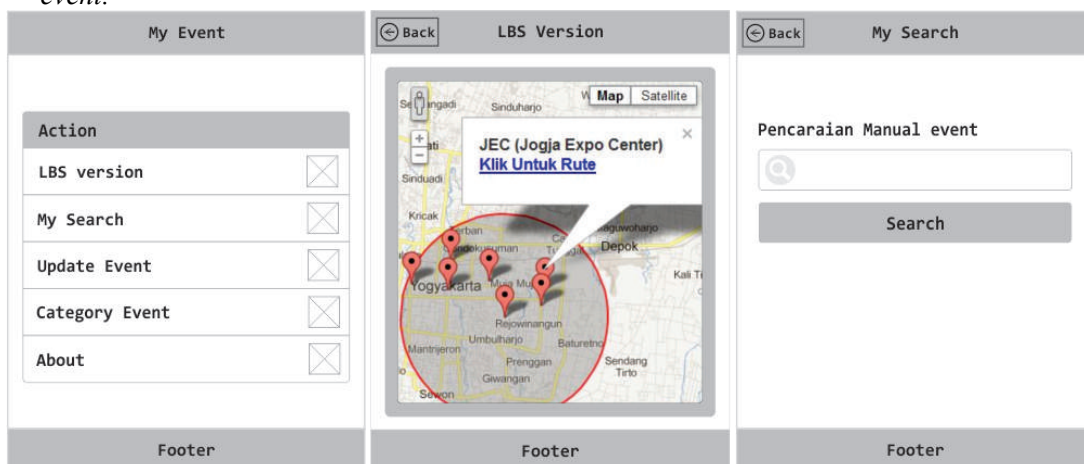 event.
My Event
Action
LBS version
My Search
Update Event
Category Event
About
Footer
Back
LBS Version
Map
Satellite
Sinduharjo
JEC (Jogja Expo Center)
Klik Untuk Rute
Sinduadi
Kricak
Depok
Kali
Yogyakarta
Muja Mu
Rejowinangun
Umbulharjo
Baturetno
Mantrijeron
Prenggan
Sendang
Tirto
Giwangan
Sewon
Footer
Back
My Search
Pencaraian Manual event
Search
Footer